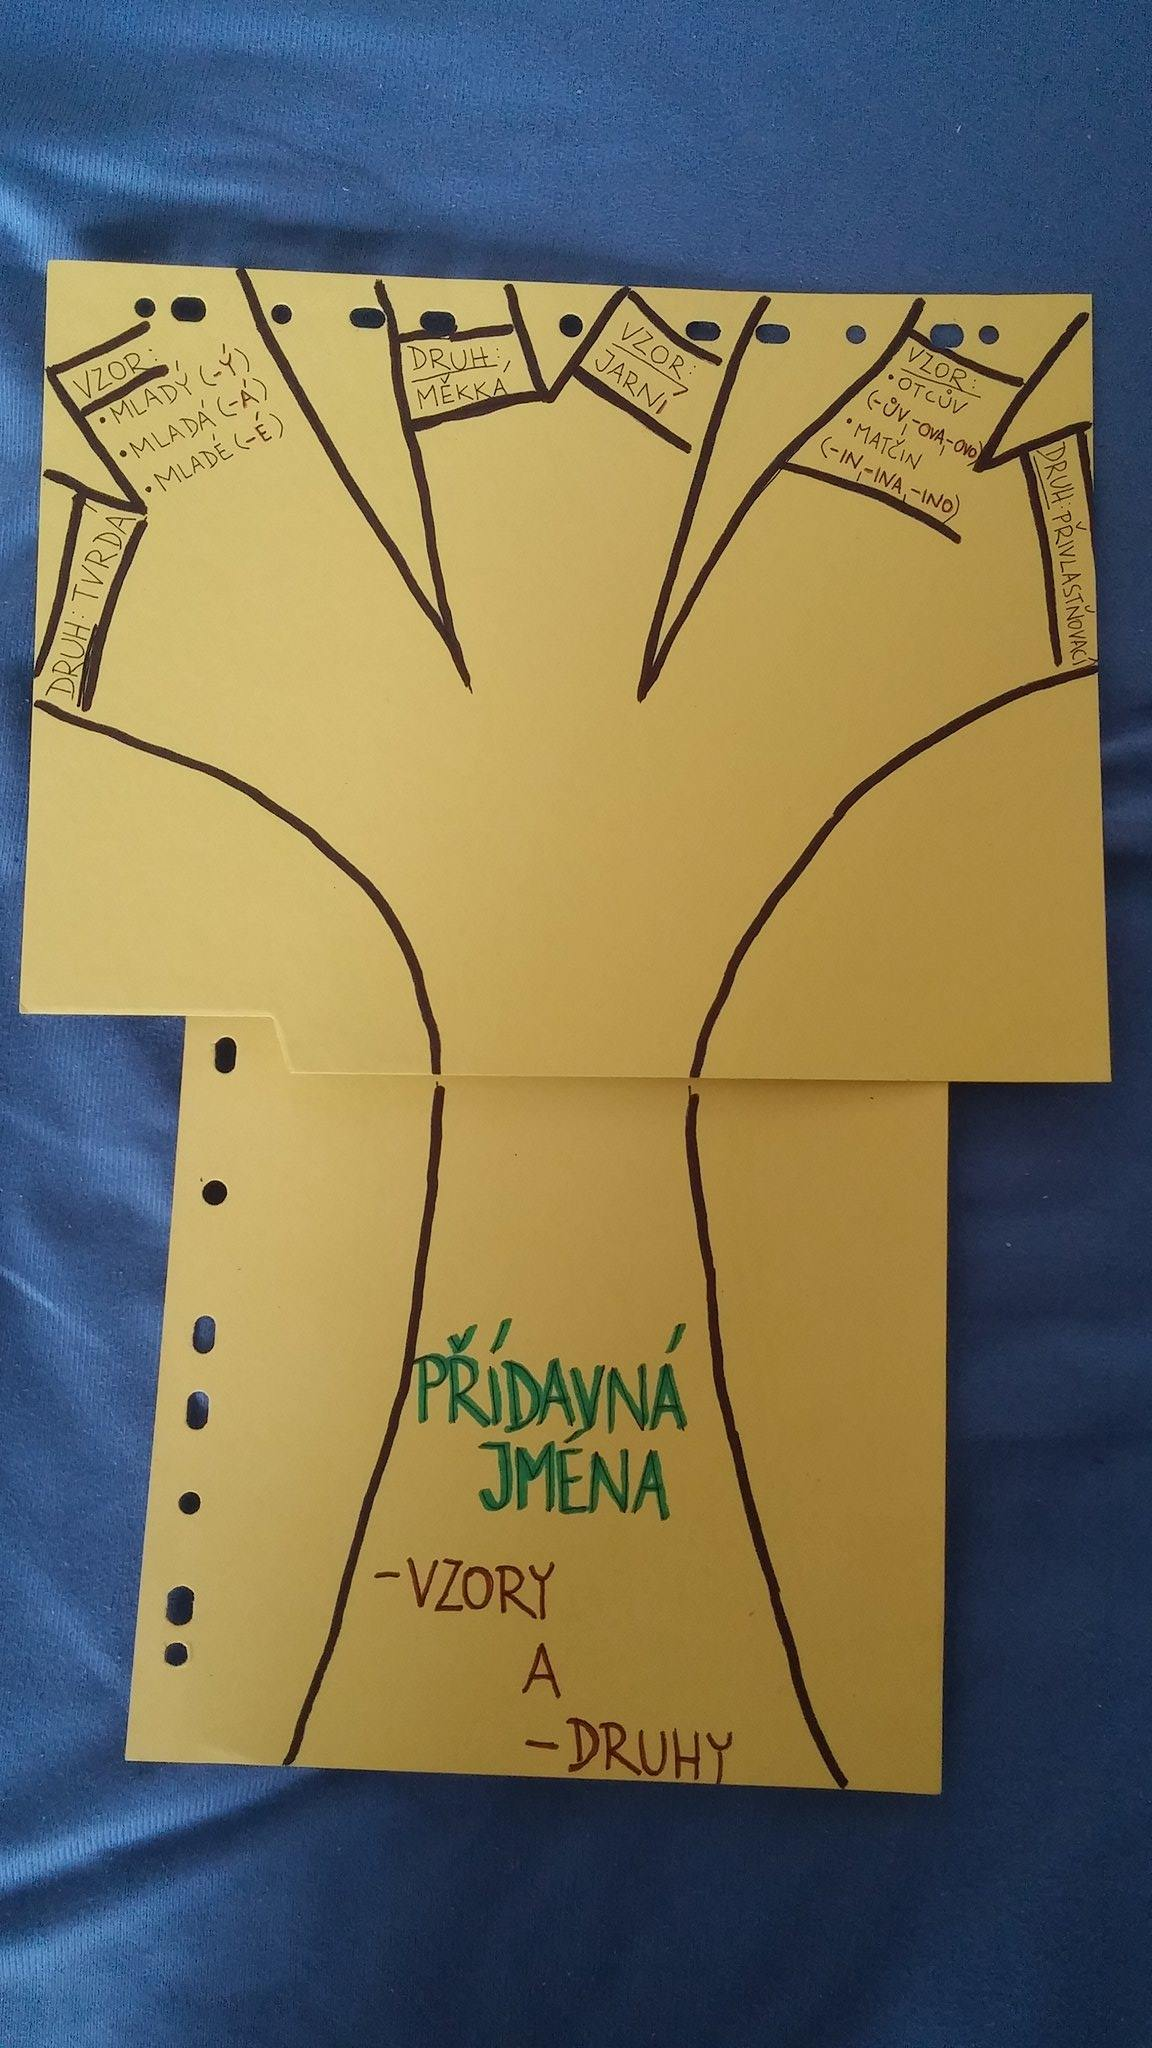 VZOR:
• MLADÝ (-Ý)
• MLADÁ (-Á)
• MLADÉ (-É)
DRUH: TVRDÁ
DRUH:
MĚKKÁ
VZOR:
JARNÍ
VZOR:
• OTCŮV
(-ŮV, -OVA, -OVO)
• MATČIN
(-IN, -INA, -INO)
DRUH: PŘIVLASTŇOVACÍ
PŘÍDAVNÁ
JMÉNA
-VZORY
A
-DRUHY